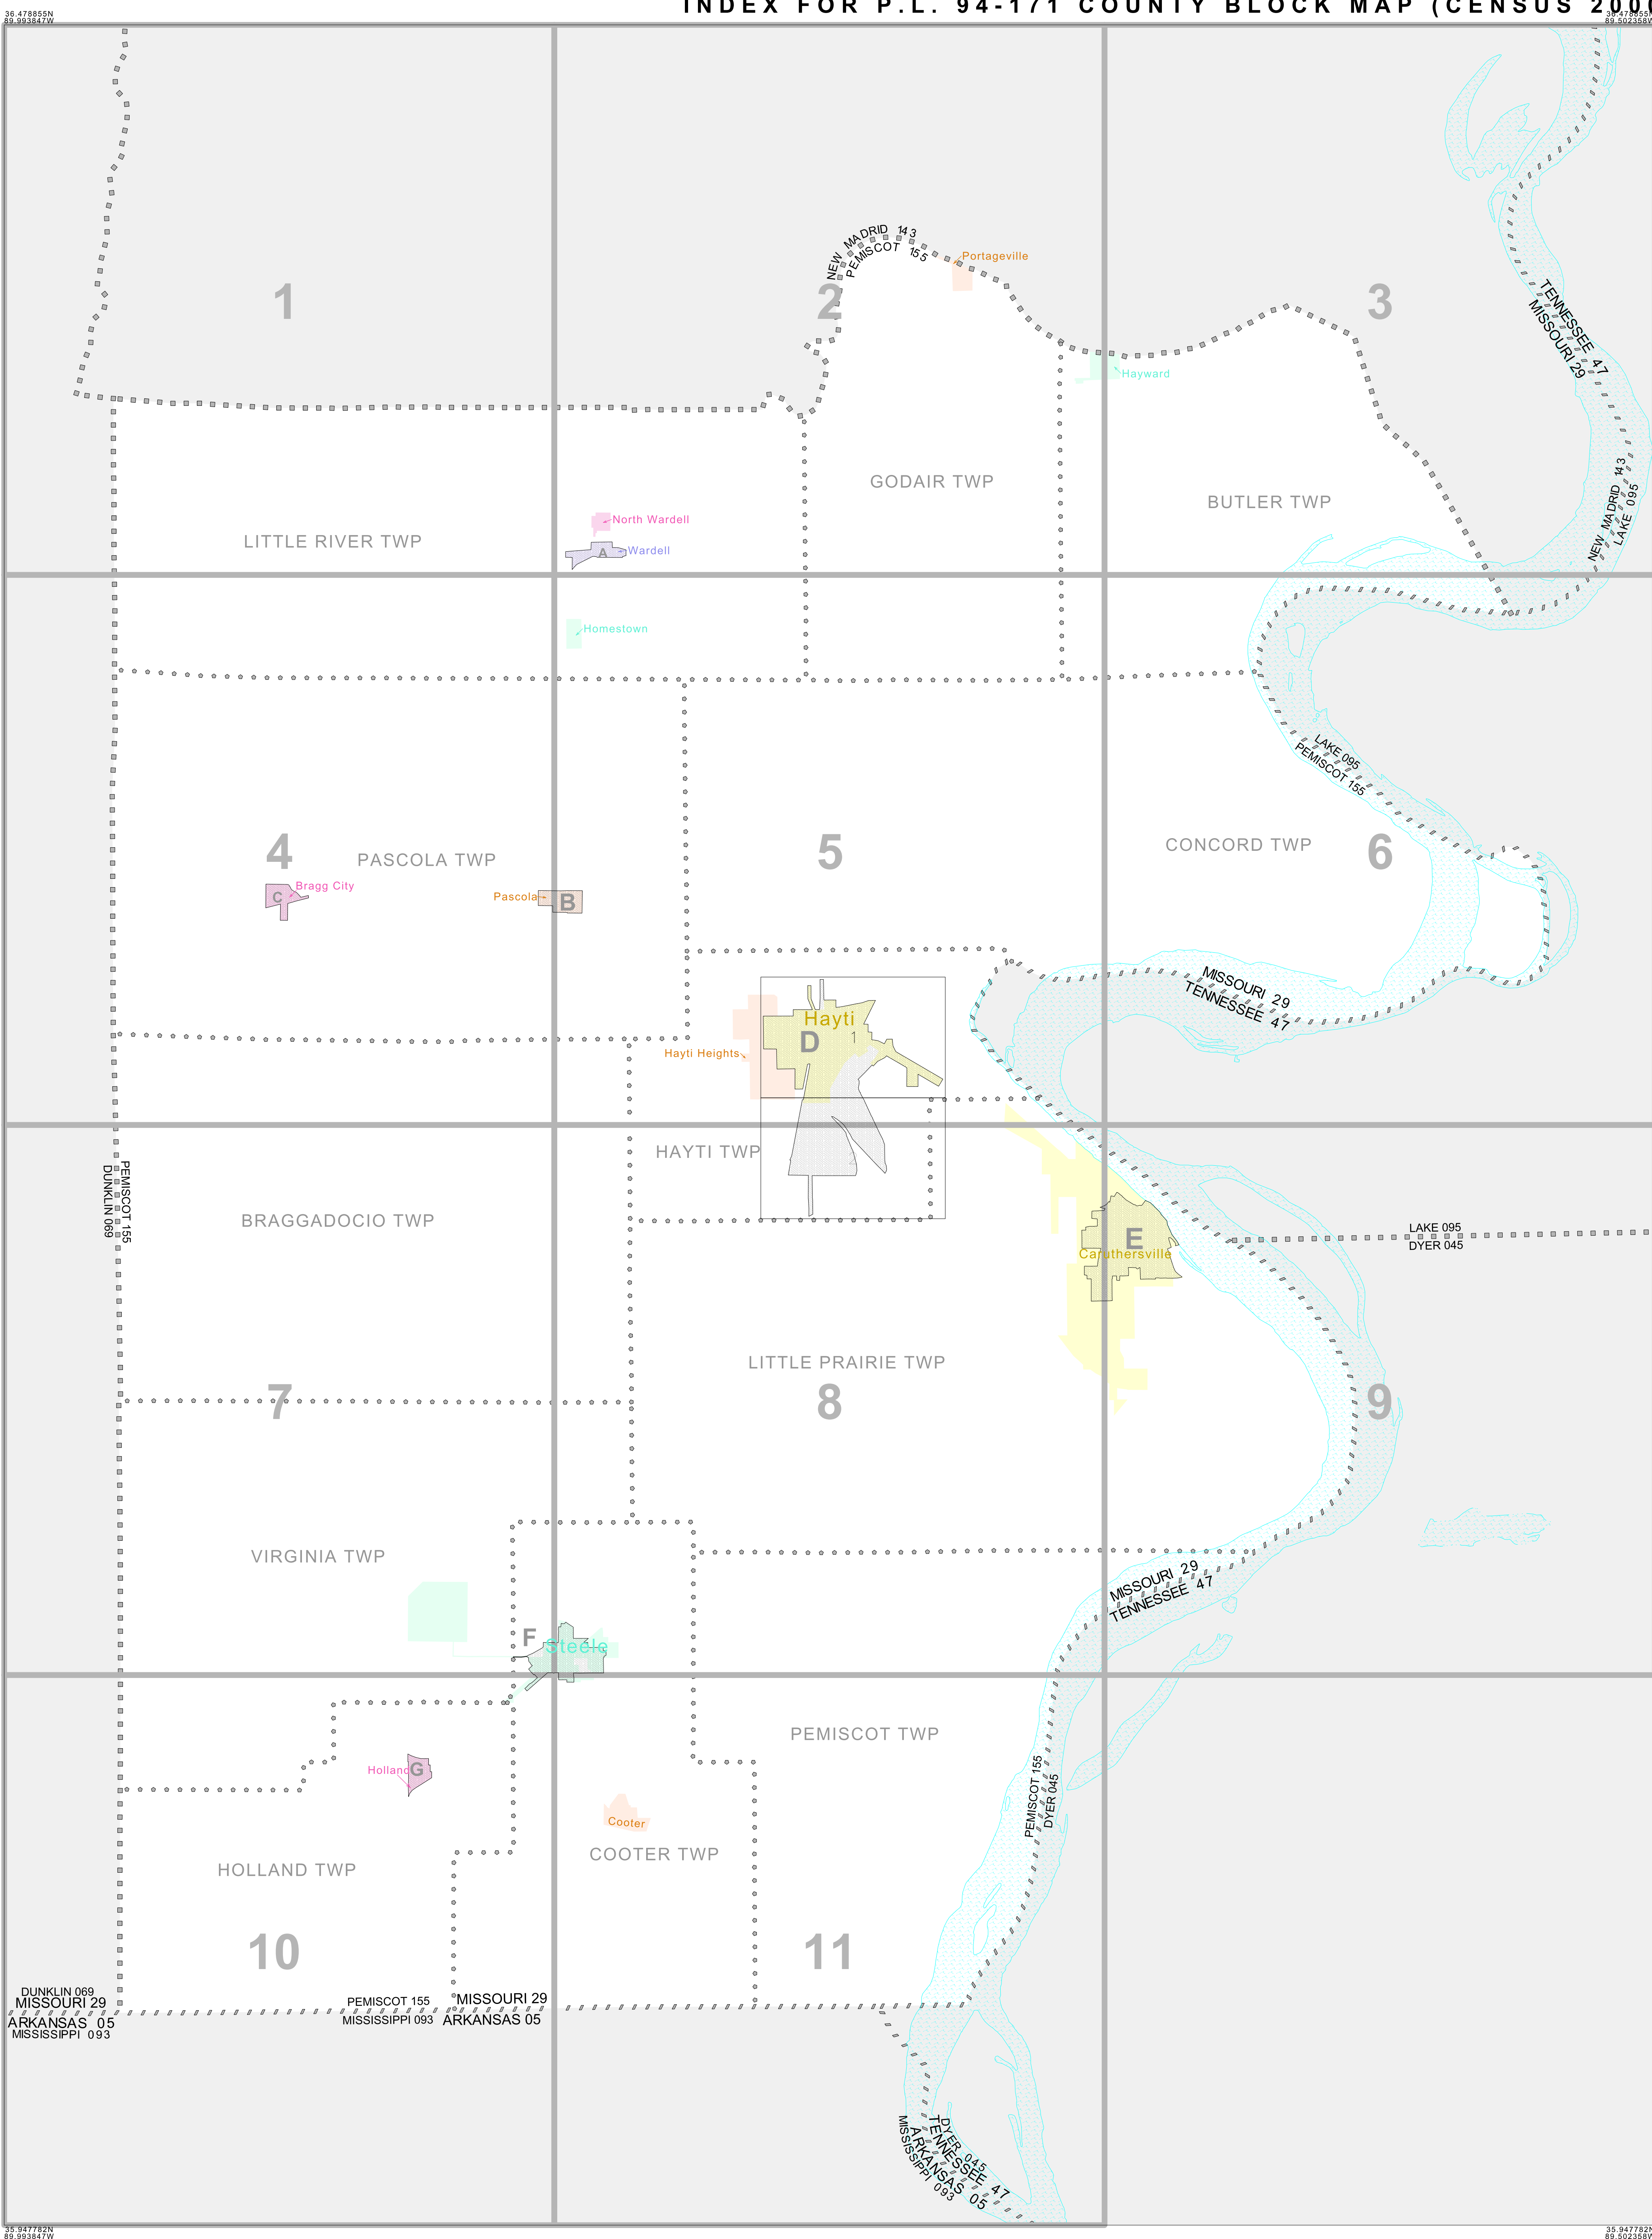 INDEX FOR P.L. 94-171 COUNTY BLOCK MAP (CENSUS 200
36.478855N
89.993847W
36.478855N
89.502358W
NEW MADRID 143
PEMISCOT 155
Portageville
1
2
3
TENNESSEE 47
MISSOURI 29
Hayward
GODAIR TWP
BUTLER TWP
NEW MADRID 143
LAKE 095
North Wardell
LITTLE RIVER TWP
A
Wardell
Homestown
LAKE 095
PEMISCOT 155
4
PASCOLA TWP
5
CONCORD TWP
6
Bragg City
C
Pascola
B
MISSOURI 29
TENNESSEE 47
Hayti
D
1
Hayti Heights
HAYTI TWP
2
PEMISCOT 155
DUNKLIN 069
BRAGGADOCIO TWP
E
Caruthersville
LAKE 095
DYER 045
LITTLE PRAIRIE TWP
7
8
9
VIRGINIA TWP
MISSOURI 29
TENNESSEE 47
F
Steele
PEMISCOT TWP
Holland
G
PEMISCOT 155
DYER 045
Cooter
COOTER TWP
HOLLAND TWP
10
11
DUNKLIN 069
MISSOURI 29
ARKANSAS 05
MISSISSIPPI 093
PEMISCOT 155
MISSOURI 29
MISSISSIPPI 093
ARKANSAS 05
DYER 045
TENNESSEE 47
ARKANSAS 05
MISSISSIPPI 093
35.947782N
89.993847W
35.947782N
89.502358W